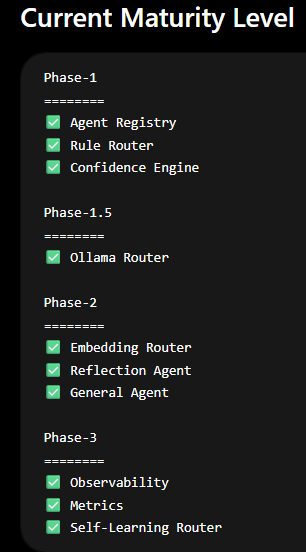 Current Maturity Level
Phase-1
========
✅ Agent Registry
✅ Rule Router
✅ Confidence Engine
Phase-1.5
========
✅ Ollama Router
Phase-2
========
✅ Embedding Router
✅ Reflection Agent
✅ General Agent
Phase-3
========
✅ Observability
✅ Metrics
✅ Self-Learning Router